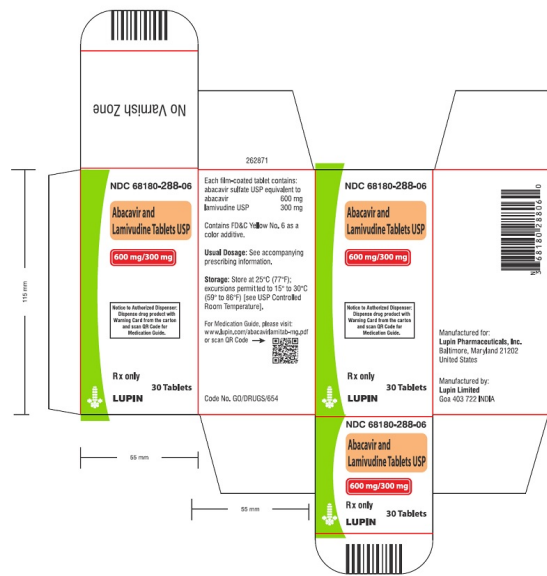 No Varnish Zone
262871
NDC 68180-288-06
Abacavir and
Lamivudine Tablets USP
600 mg/300 mg
Notice to Authorized Dispenser:
Dispense drug product with
Warning Card from the carton
and scan QR Code for
Medication Guide.
Rx only
30 Tablets
LUPIN
Each film-coated tablet contains:
abacavir sulfate USP equivalent to
abacavir 600 mg
lamivudine USP 300 mg
Contains FD&C Yellow No. 6 as a
color additive.
Usual Dosage: See accompanying
prescribing information.
Storage: Store at 25°C (77°F);
excursions permitted to 15° to 30°C
(59° to 86°F) [see USP Controlled
Room Temperature].
For Medication Guide, please visit:
www.lupin.com/abacavirlamitab-mg.pdf
or scan QR Code
Code No. GO/DRUGS/654
NDC 68180-288-06
Abacavir and
Lamivudine Tablets USP
600 mg/300 mg
Notice to Authorized Dispenser:
Dispense drug product with
Warning Card from the carton
and scan QR Code for
Medication Guide.
Rx only
30 Tablets
LUPIN
N 3 68180 28806 0
Manufactured for:
Lupin Pharmaceuticals, Inc.
Baltimore, Maryland 21202
United States
Manufactured by:
Lupin Limited
Goa 403 722 INDIA
NDC 68180-288-06
Abacavir and
Lamivudine Tablets USP
600 mg/300 mg
Rx only
30 Tablets
LUPIN
115 mm
55 mm
55 mm